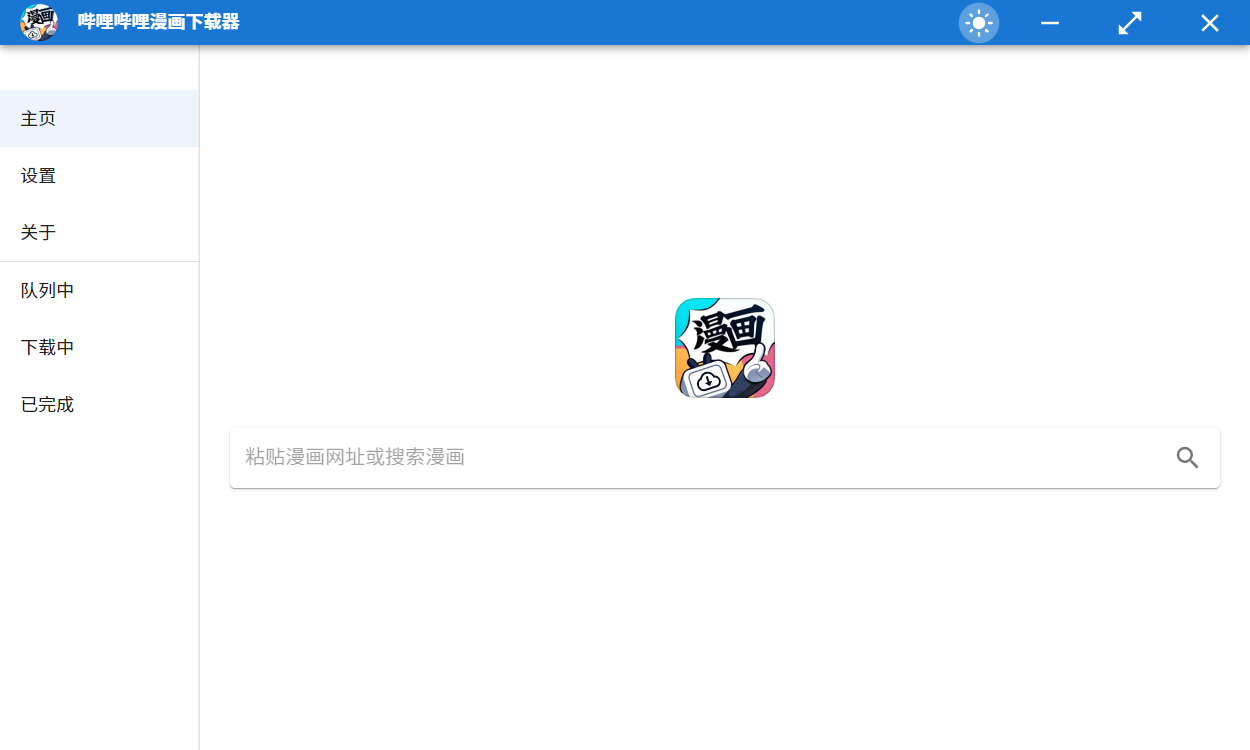 哔哩哔哩漫画下载器
主页
设置
关于
队列中
下载中
已完成
漫画
粘贴漫画网址或搜索漫画